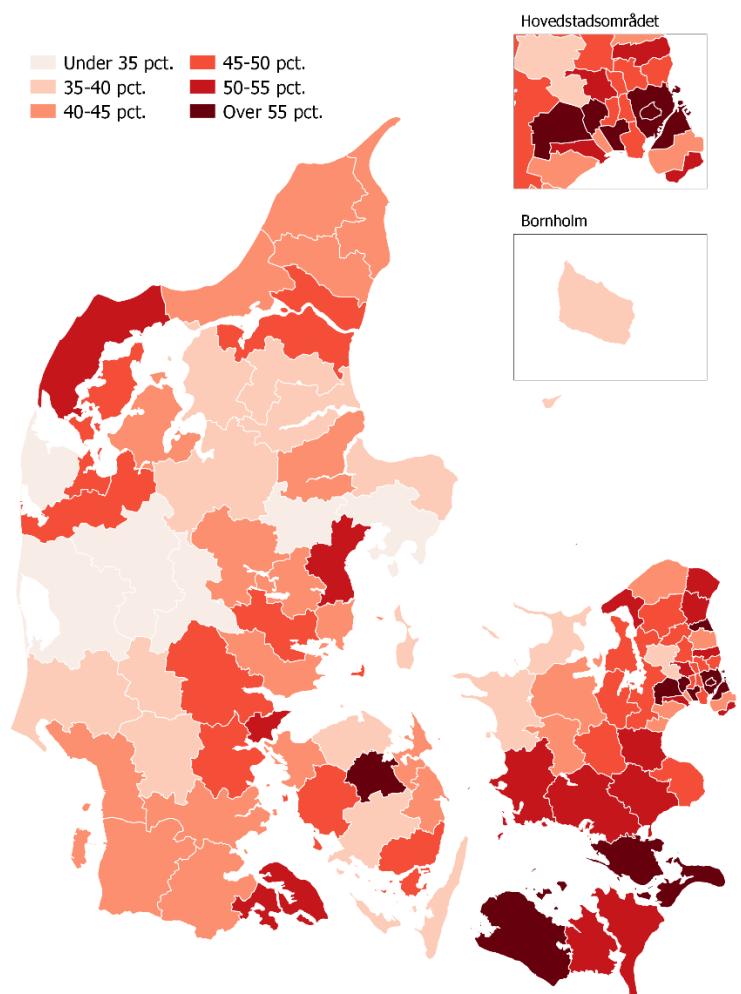 Hovedstadsområdet
Under 35 pct.
45-50 pct.
35-40 pct.
50-55 pct.
40-45 pct.
Over 55 pct.
Bornholm